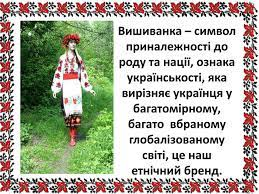 Вишиванка – символ
приналежності до
роду та нації, ознака
українськості, яка
вирізняє українця у
багатомірному,
багато вбраному
глобалізованому
світі, це наш
етнічний бренд.